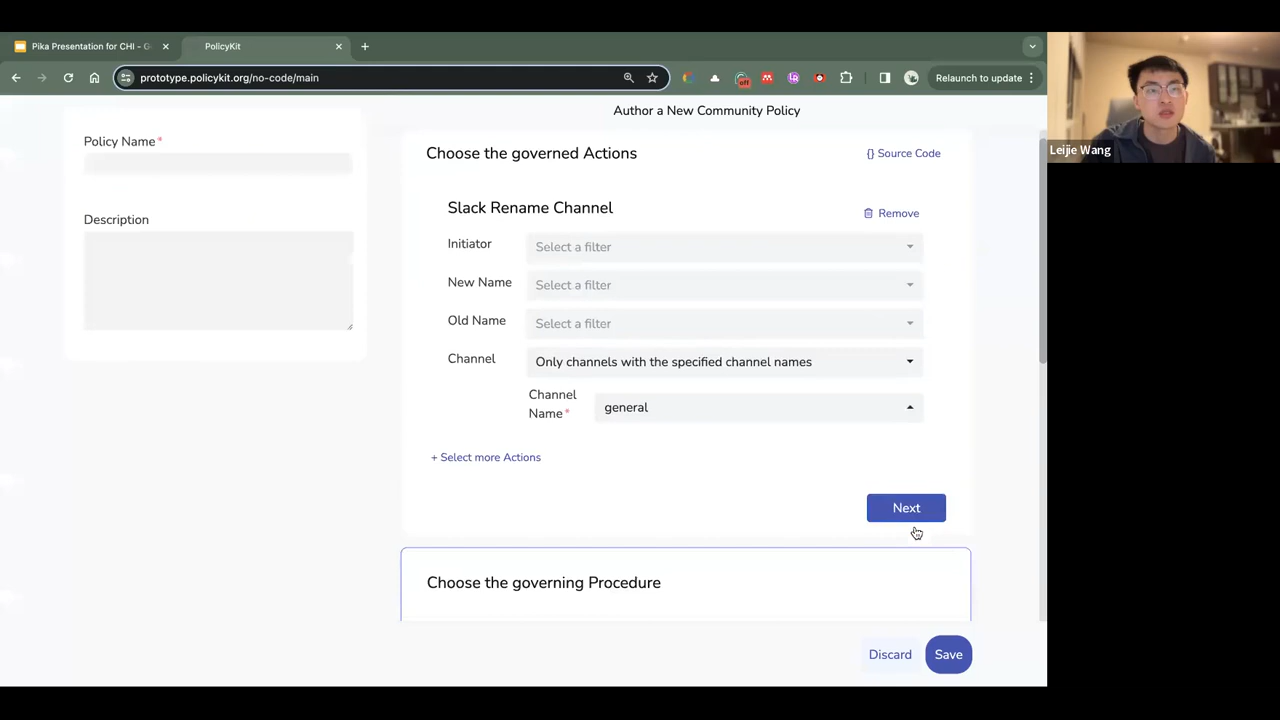 Pika Presentation for CHI - G
PolicyKit
prototype.policykit.org/no-code/main
off
Relaunch to update
Leijie Wang
Author a New Community Policy
Policy Name*
Description
Choose the governed Actions
{} Source Code
Slack Rename Channel
Remove
Initiator
Select a filter
New Name
Select a filter
Old Name
Select a filter
Channel
Only channels with the specified channel names
Channel
Name*
general
+ Select more Actions
Next
Choose the governing Procedure
Discard
Save